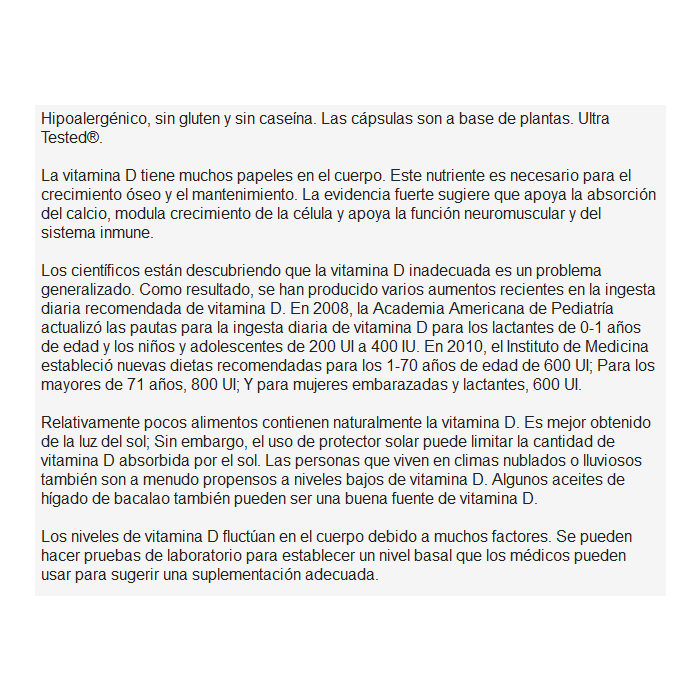 Hipoalergénico, sin gluten y sin caseína. Las cápsulas son a base de plantas. Ultra
Tested®.
La vitamina D tiene muchos papeles en el cuerpo. Este nutriente es necesario para el
crecimiento óseo y el mantenimiento. La evidencia fuerte sugiere que apoya la absorción
del calcio, modula crecimiento de la célula y apoya la función neuromuscular y del
sistema inmune.
Los científicos están descubriendo que la vitamina D inadecuada es un problema
generalizado. Como resultado, se han producido varios aumentos recientes en la ingesta
diaria recomendada de vitamina D. En 2008, la Academia Americana de Pediatría
actualizó las pautas para la ingesta diaria de vitamina D para los lactantes de 0-1 años
de edad y los niños y adolescentes de 200 UI a 400 IU. En 2010, el Instituto de Medicina
estableció nuevas dietas recomendadas para los 1-70 años de edad de 600 UI; Para los
mayores de 71 años, 800 UI; Y para mujeres embarazadas y lactantes, 600 UI.
Relativamente pocos alimentos contienen naturalmente la vitamina D. Es mejor obtenido
de la luz del sol; Sin embargo, el uso de protector solar puede limitar la cantidad de
vitamina D absorbida por el sol. Las personas que viven en climas nublados o lluviosos
también son a menudo propensos a niveles bajos de vitamina D. Algunos aceites de
hígado de bacalao también pueden ser una buena fuente de vitamina D.
Los niveles de vitamina D fluctúan en el cuerpo debido a muchos factores. Se pueden
hacer pruebas de laboratorio para establecer un nivel basal que los médicos pueden
usar para sugerir una suplementación adecuada.